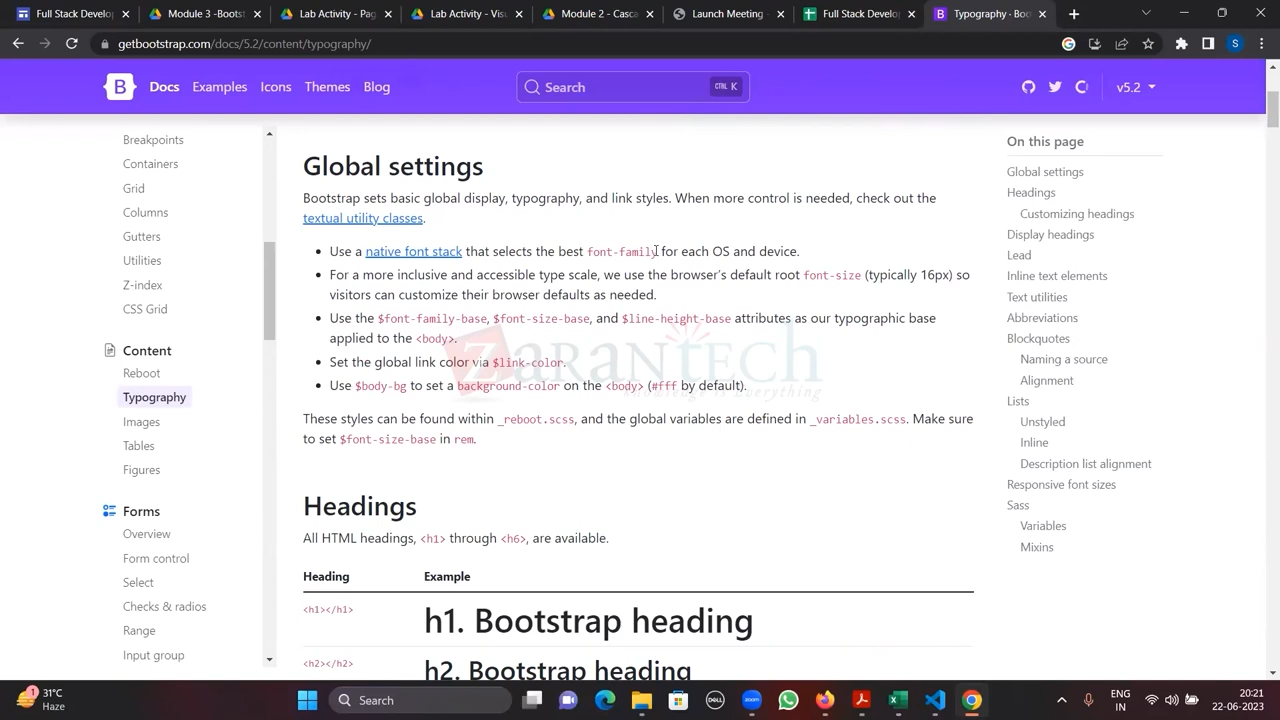 Full Stack Develop
Module 3 -Bootst
Lab Activity - Pag
Lab Activity - Visu
Module 2 - Casca
Launch Meeting -
Full Stack Develop
Typography · Boo
getbootstrap.com/docs/5.2/content/typography/
S
B
Docs
Examples
Icons
Themes
Blog
Search
CTRL K
v5.2
Breakpoints
Containers
Grid
Columns
Gutters
Utilities
Z-index
CSS Grid
Content
Reboot
Typography
Images
Tables
Figures
Forms
Overview
Form control
Select
Checks & radios
Range
Input group
Global settings
Bootstrap sets basic global display, typography, and link styles. When more control is needed, check out the
textual utility classes.
Use a native font stack that selects the best font-family for each OS and device.
For a more inclusive and accessible type scale, we use the browser's default root font-size (typically 16px) so
visitors can customize their browser defaults as needed.
Use the $font-family-base, $font-size-base, and $line-height-base attributes as our typographic base
applied to the <body>.
Set the global link color via $link-color.
Use $body-bg to set a background-color on the <body> (#fff by default).
These styles can be found within _reboot.scss, and the global variables are defined in _variables.scss. Make sure
to set $font-size-base in rem.
zarantech
knowledge is Everything
Headings
All HTML headings, <h1> through <h6>, are available.
Heading Example
<h1></h1> h1. Bootstrap heading
<h2></h2> h2. Bootstrap heading
On this page
Global settings
Headings
Customizing headings
Display headings
Lead
Inline text elements
Text utilities
Abbreviations
Blockquotes
Naming a source
Alignment
Lists
Unstyled
Inline
Description list alignment
Responsive font sizes
Sass
Variables
Mixins
1
31°C
Haze
Search
DELL
zoom
ENG
IN
20:21
22-06-2023